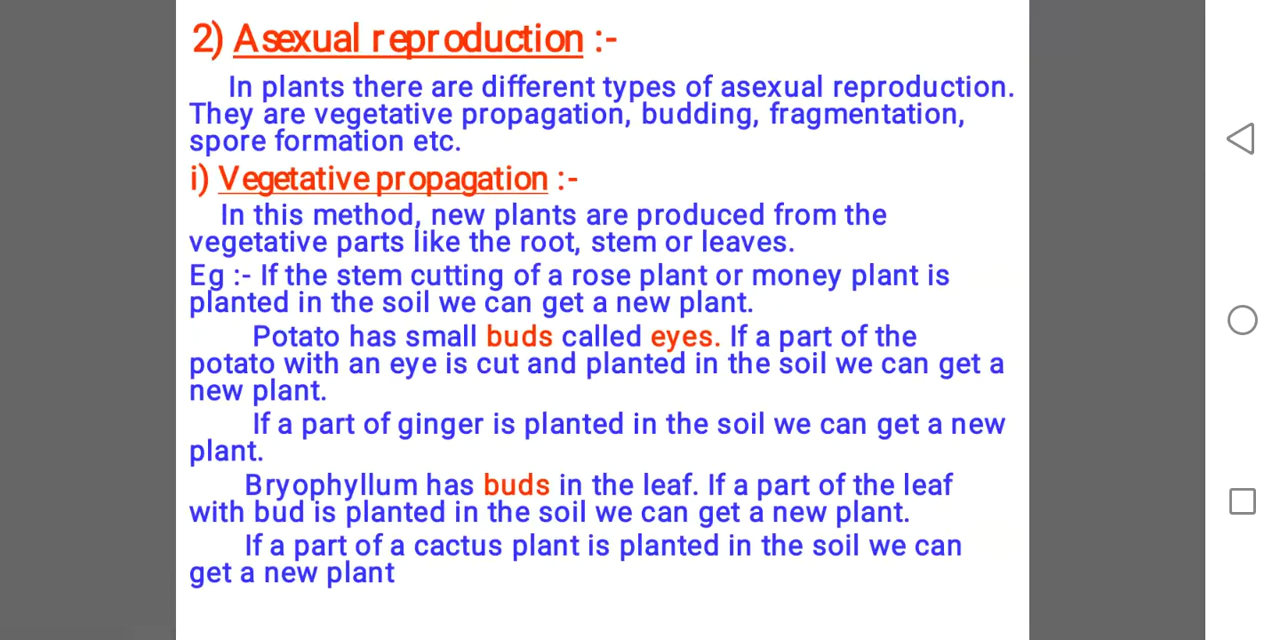 2) Asexual reproduction :-
In plants there are different types of asexual reproduction.
They are vegetative propagation, budding, fragmentation,
spore formation etc.
i) Vegetative propagation :-
In this method, new plants are produced from the
vegetative parts like the root, stem or leaves.
Eg :- If the stem cutting of a rose plant or money plant is
planted in the soil we can get a new plant.
Potato has small buds called eyes. If a part of the
potato with an eye is cut and planted in the soil we can get a
new plant.
If a part of ginger is planted in the soil we can get a new
plant.
Bryophyllum has buds in the leaf. If a part of the leaf
with bud is planted in the soil we can get a new plant.
If a part of a cactus plant is planted in the soil we can
get a new plant